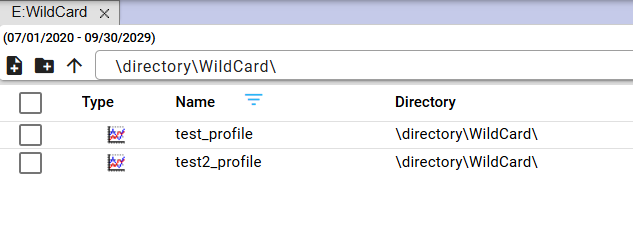 E:WildCard
(07/01/2020 - 09/30/2029)
\directory\WildCard\
Type Name Directory
test_profile \directory\WildCard\
test2_profile \directory\WildCard\